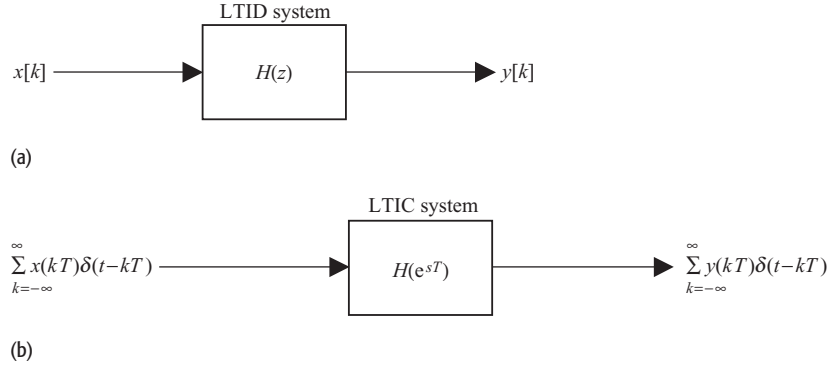 LTID system
x[k] H(z) y[k]
(a)
LTIC system
∞ ∑ k=−∞ x(kT)δ(t−kT) H(e^{sT}) ∞ ∑ k=−∞ y(kT)δ(t−kT)
(b)